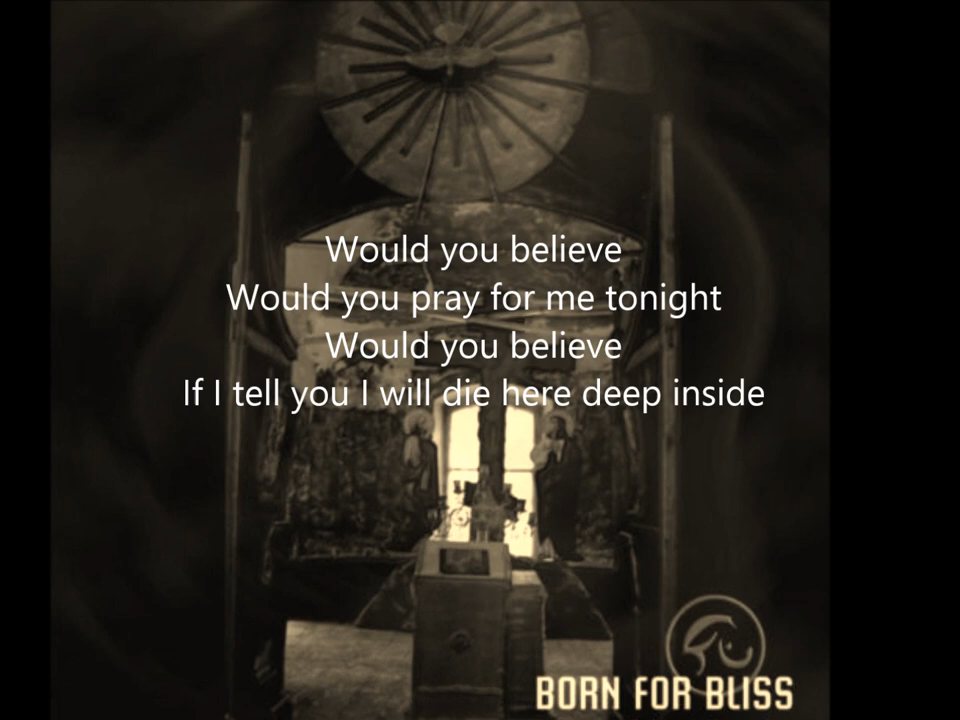 Would you believe
Would you pray for me tonight
Would you believe
If I tell you I will die here deep inside
BORN FOR BLISS